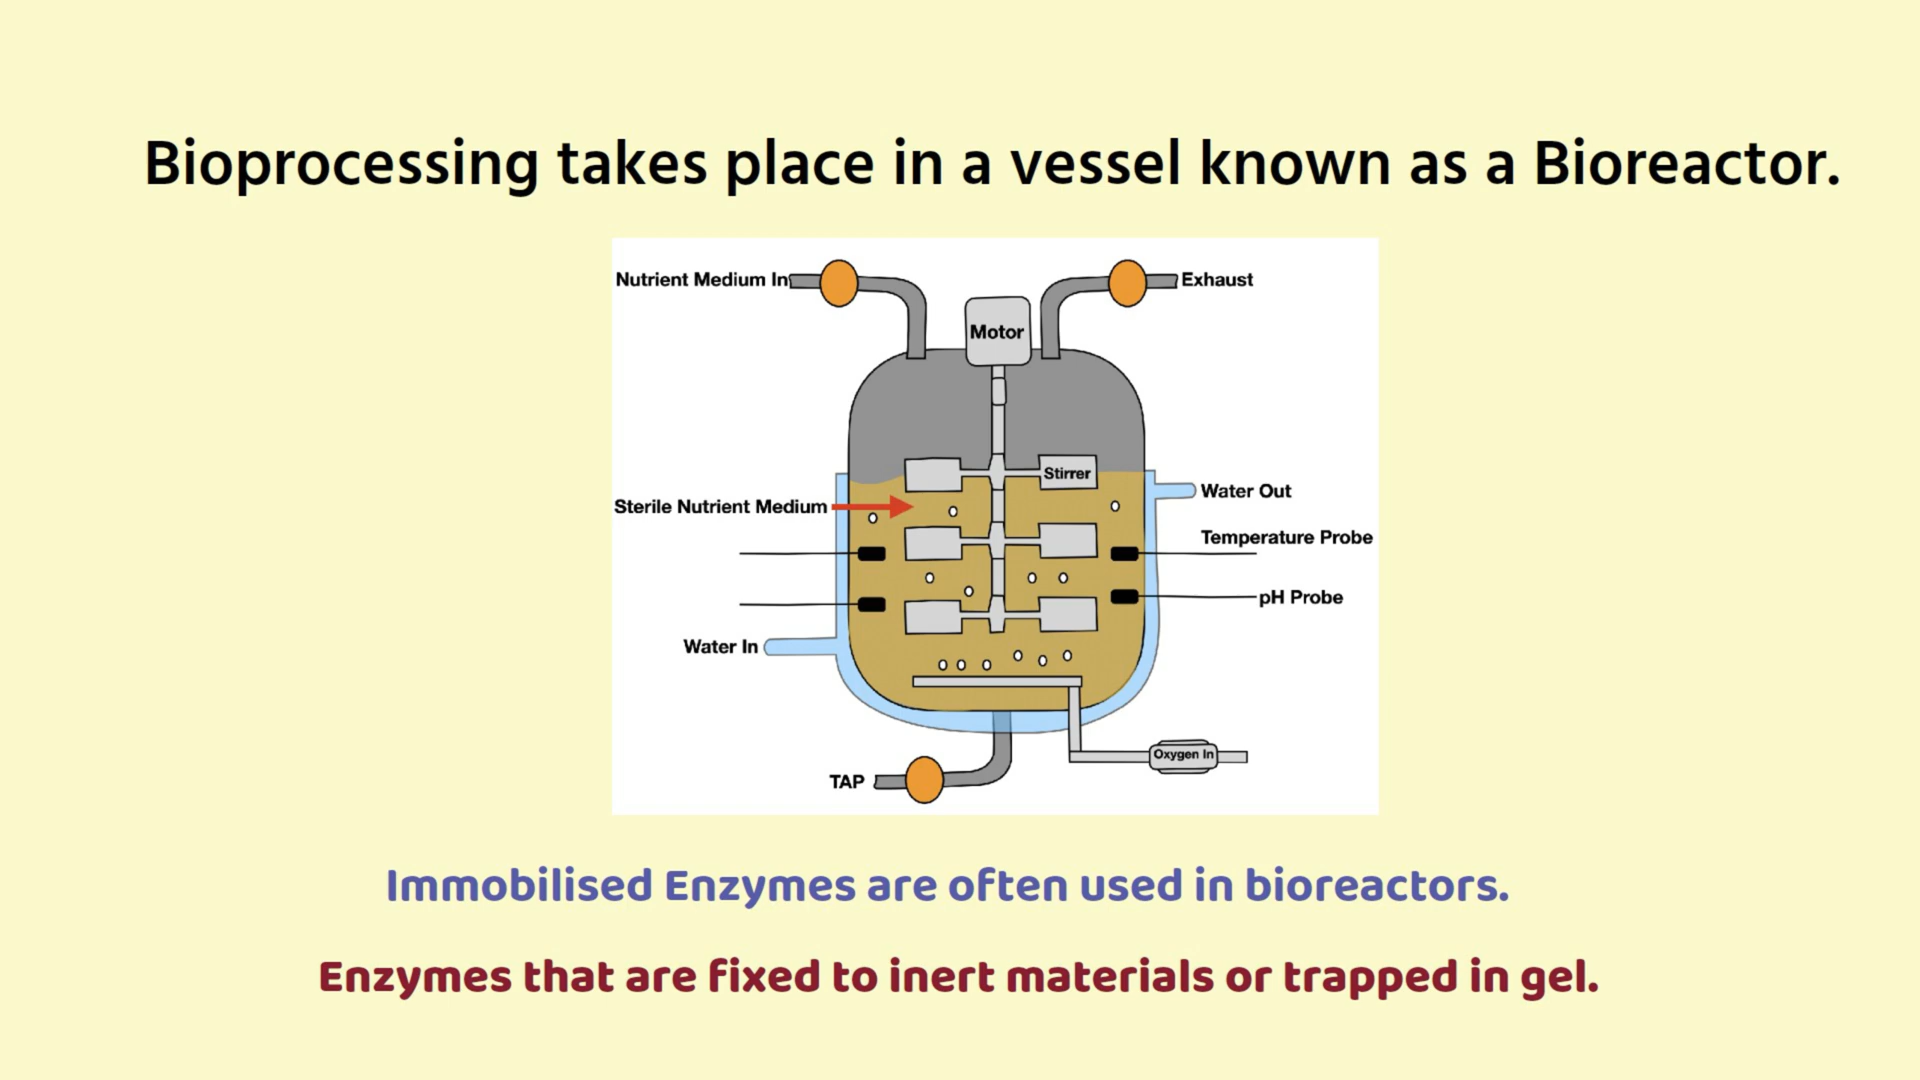 Bioprocessing takes place in a vessel known as a Bioreactor.
Nutrient Medium In
Exhaust
Motor
Stirrer
Sterile Nutrient Medium
Water Out
Temperature Probe
pH Probe
Water In
Oxygen In
TAP
Immobilised Enzymes are often used in bioreactors.
Enzymes that are fixed to inert materials or trapped in gel.